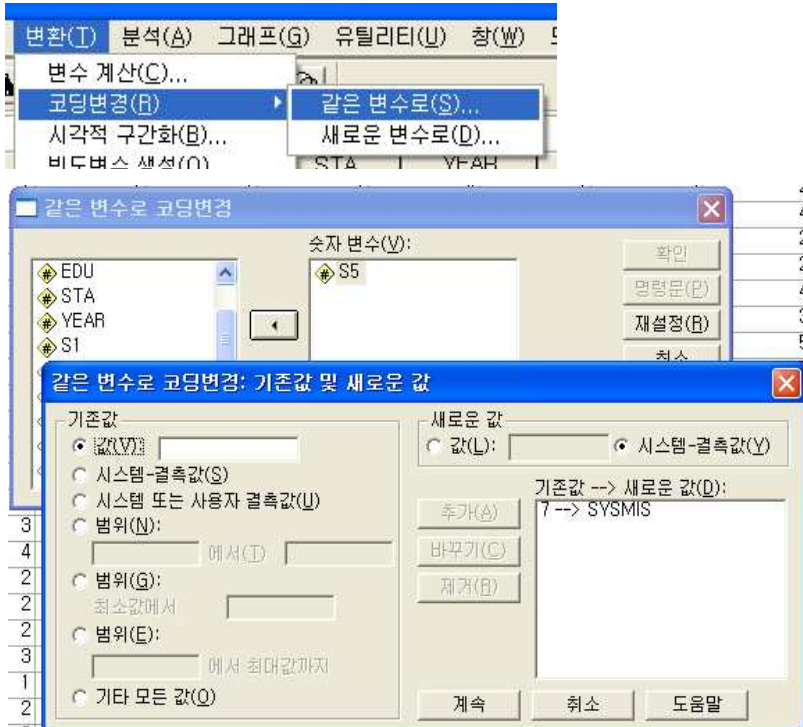 변환(T) 분석(A) 그래프(G) 유틸리티(U) 창(W)
변수 계산(C)...
코딩변경(R) 같은 변수로(S)...
시각적 구간화(B)... 새로운 변수로(D)...
빈도변수 생성(O) STA YEAR
같은 변수로 코딩변경
숫자 변수(V):
EDU
STA
YEAR
S1
S5
확인
명령문(P)
재설정(R)
취소
같은 변수로 코딩변경: 기존값 및 새로운 값
기존값
값(V):
시스템-결측값(S)
시스템 또는 사용자 결측값(U)
범위(N):
에서(T)
범위(G):
최소값에서
범위(E):
에서 최대값까지
기타 모든 값(O)
새로운 값
값(L): 시스템-결측값(Y)
기존값 --> 새로운 값(D):
7 --> SYSMIS
추가(A)
바꾸기(C)
제거(R)
계속 취소 도움말
3
4
2
2
2
3
1
2